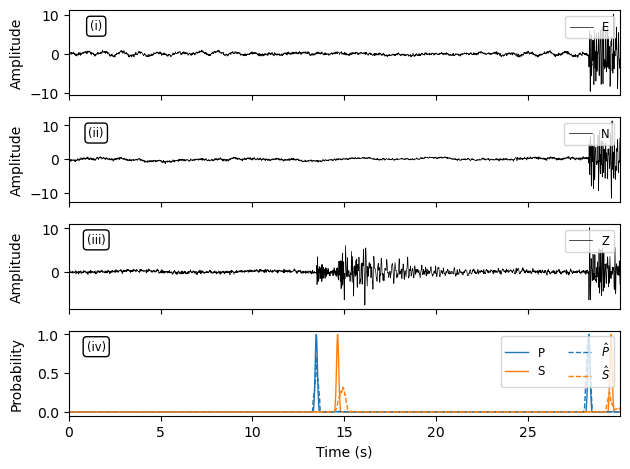 Amplitude
10
0
−10
(i)
E
Amplitude
10
0
−10
(ii)
N
Amplitude
10
0
(iii)
Z
Probability
1.0
0.5
0.0
(iv)
P
S
P̂
Ŝ
0 5 10 15 20 25
Time (s)